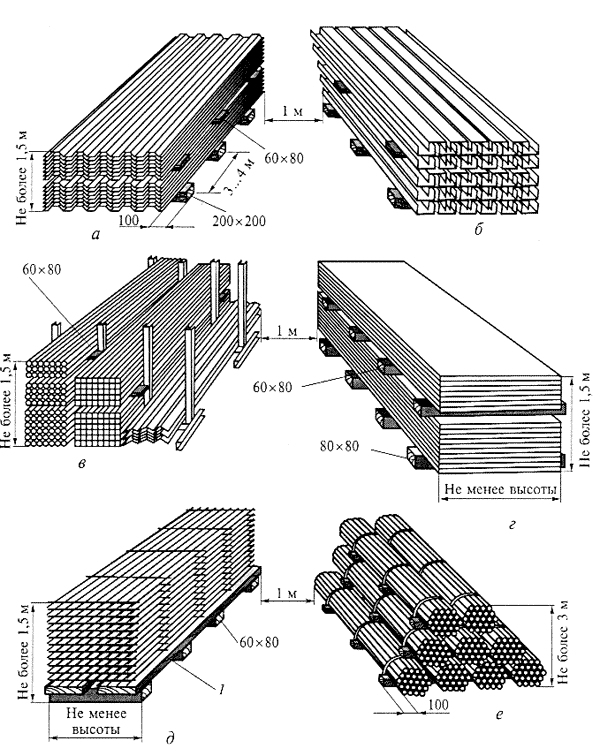 Не более 1,5 м
1 м
60×80
3...4 м
100
200×200
а
б
60×80
Не более 1,5 м
1 м
60×80
80×80
Не более 1,5 м
Не менее высоты
в
г
Не более 1,5 м
1 м
60×80
1
Не менее
высоты
Не более 3 м
100
д
е